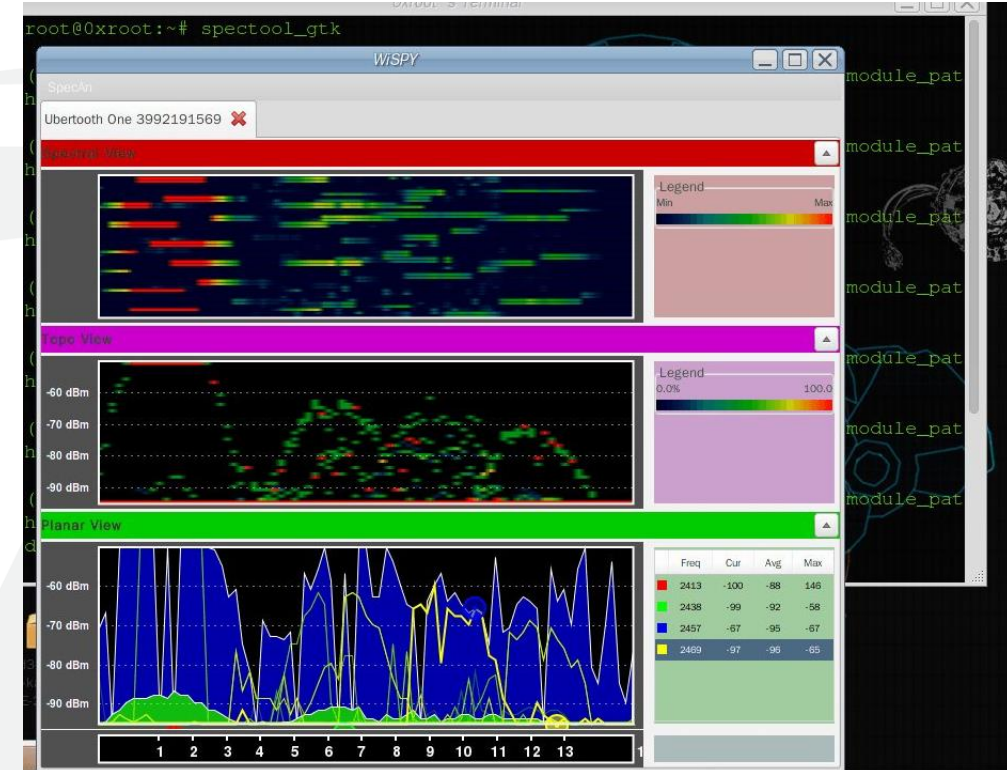 0xroot's Terminal
root@0xroot:~# spectool_gtk
WiSPY
module_pat
SpecAn
Ubertooth One 3992191569
module_pat
Spectral View
Legend
Min Max
module_pat
module_pat
Topo View
module_pat
Legend
0.0% 100.0
-60 dBm
-70 dBm
module_pat
-80 dBm
-90 dBm
module_pat
Planar View
Freq Cur Avg Max
-60 dBm
2413 -100 -88 146
2438 -99 -92 -58
-70 dBm
2457 -67 -95 -67
2469 -97 -96 -65
-80 dBm
-90 dBm
1 2 3 4 5 6 7 8 9 10 11 12 13 1